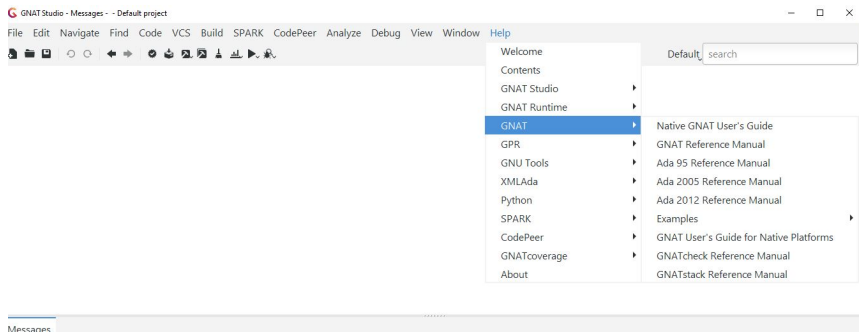 GNAT Studio - Messages - - Default project
File Edit Navigate Find Code VCS Build SPARK CodePeer Analyze Debug View Window Help
Default search
Welcome
Contents
GNAT Studio
GNAT Runtime
GNAT
GPR
GNU Tools
XMLAda
Python
SPARK
CodePeer
GNATcoverage
About
Native GNAT User's Guide
GNAT Reference Manual
Ada 95 Reference Manual
Ada 2005 Reference Manual
Ada 2012 Reference Manual
Examples
GNAT User's Guide for Native Platforms
GNATcheck Reference Manual
GNATstack Reference Manual
Messages